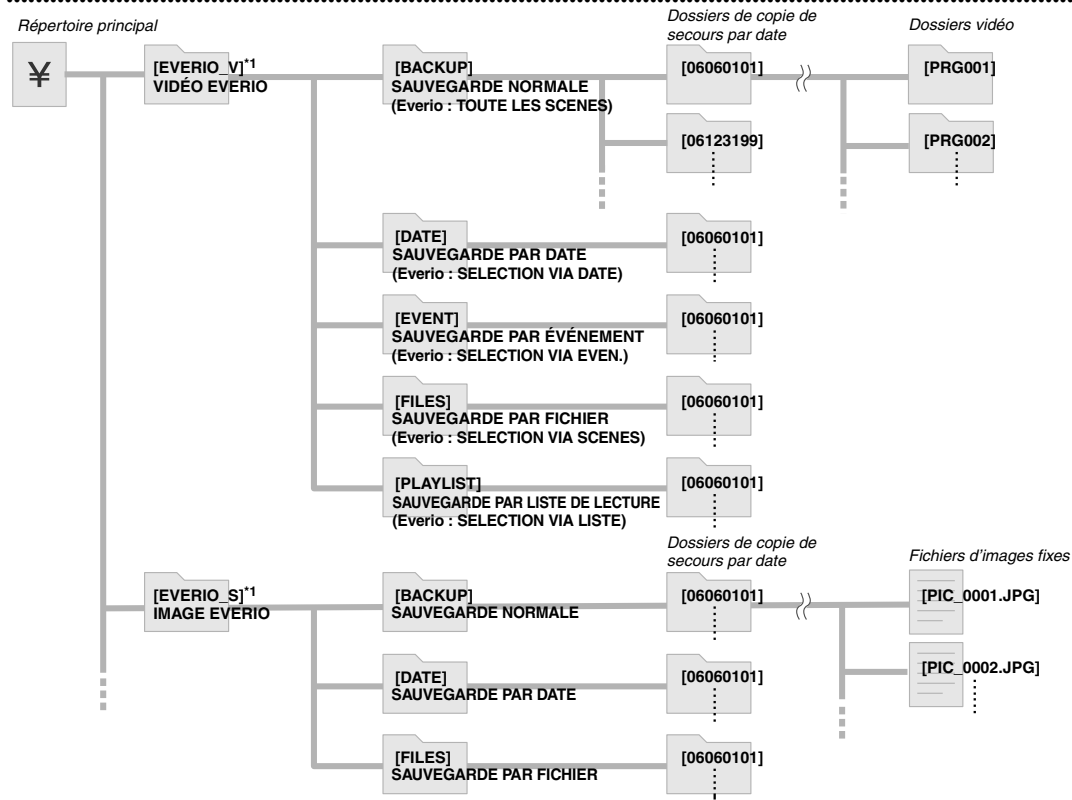 Répertoire principal
Dossiers de copie de
secours par date
Dossiers vidéo
¥
[EVERIO_V]*1
VIDÉO EVERIO
[BACKUP]
SAUVEGARDE NORMALE
(Everio : TOUTE LES SCENES)
[06060101]
[PRG001]
[06123199]
[PRG002]
[DATE]
SAUVEGARDE PAR DATE
(Everio : SELECTION VIA DATE)
[06060101]
[EVENT]
SAUVEGARDE PAR ÉVÉNEMENT
(Everio : SELECTION VIA EVEN.)
[06060101]
[FILES]
SAUVEGARDE PAR FICHIER
(Everio : SELECTION VIA SCENES)
[06060101]
[PLAYLIST]
SAUVEGARDE PAR LISTE DE LECTURE
(Everio : SELECTION VIA LISTE)
[06060101]
Dossiers de copie de
secours par date
Fichiers d'images fixes
[EVERIO_S]*1
IMAGE EVERIO
[BACKUP]
SAUVEGARDE NORMALE
[06060101]
[PIC_0001.JPG]
[PIC_0002.JPG]
[DATE]
SAUVEGARDE PAR DATE
[06060101]
[FILES]
SAUVEGARDE PAR FICHIER
[06060101]